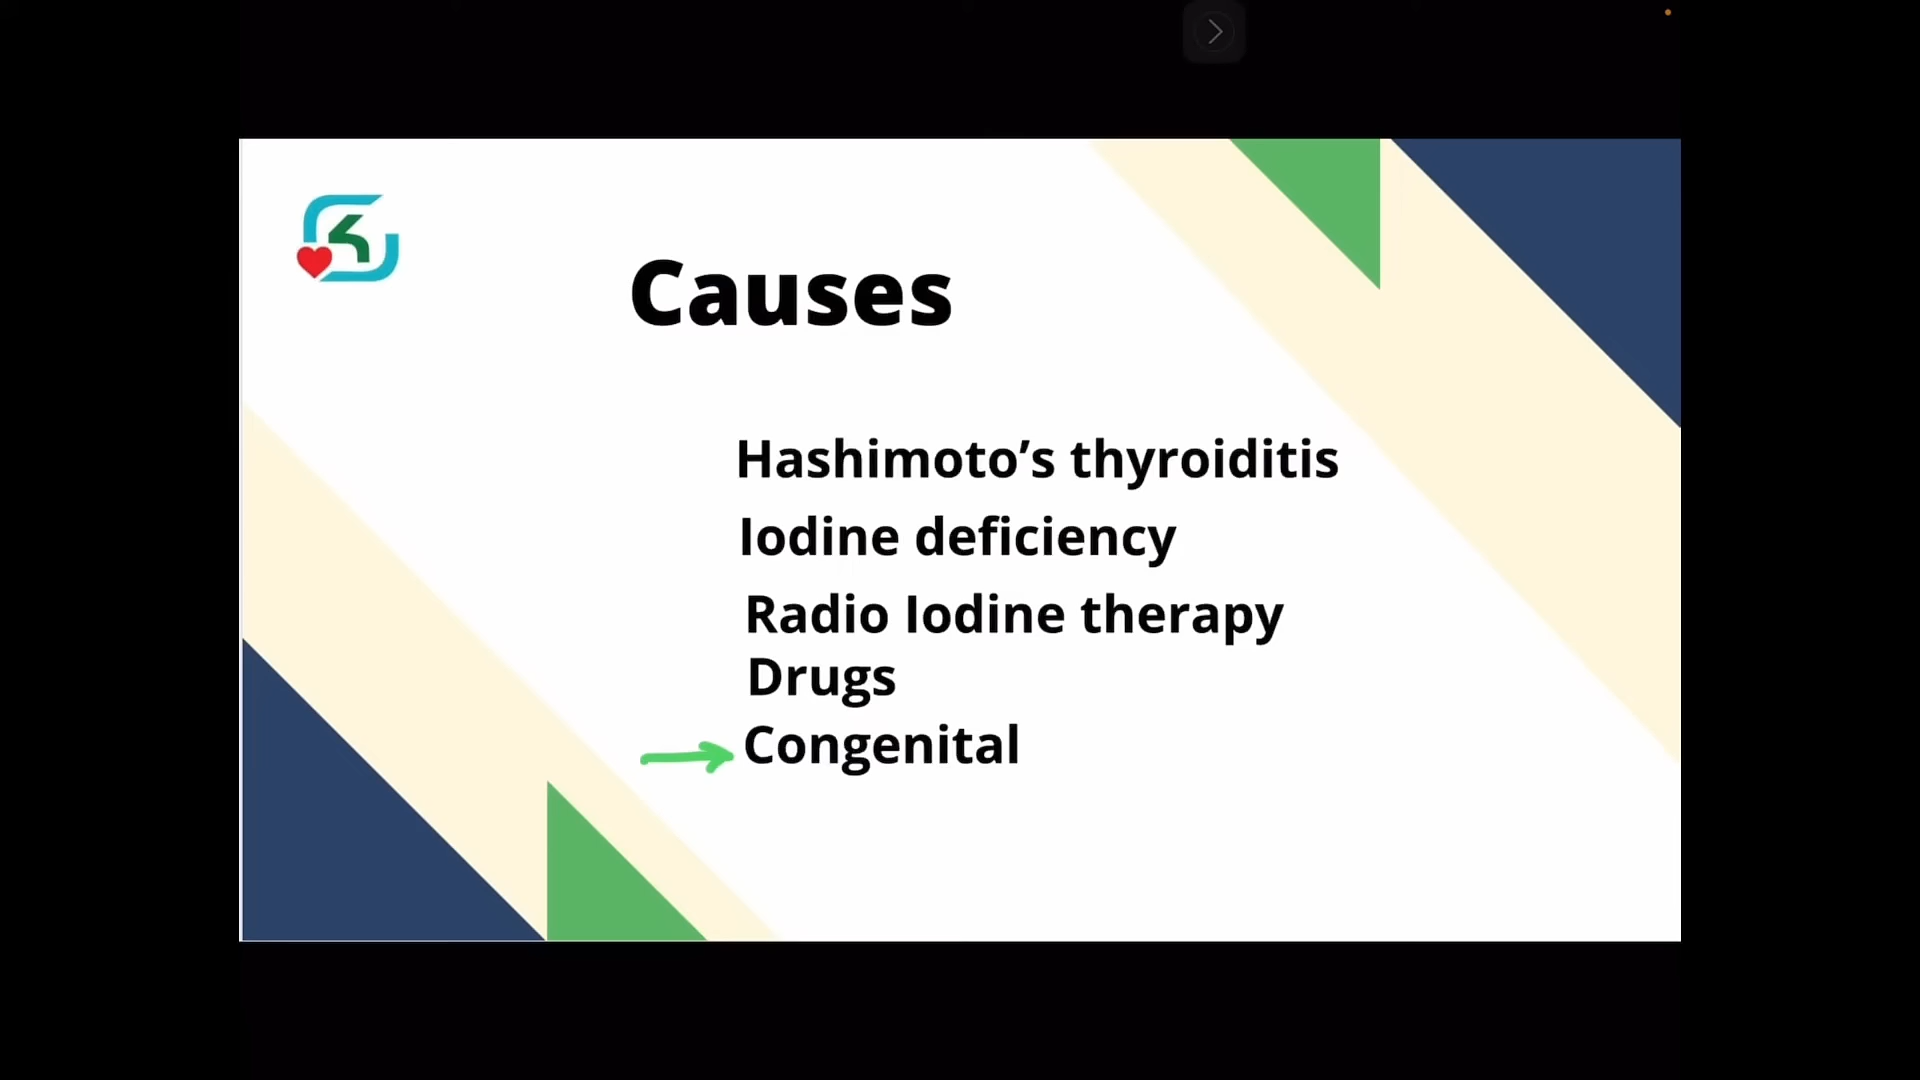 Causes
Hashimoto’s thyroiditis
Iodine deficiency
Radio Iodine therapy
Drugs
Congenital